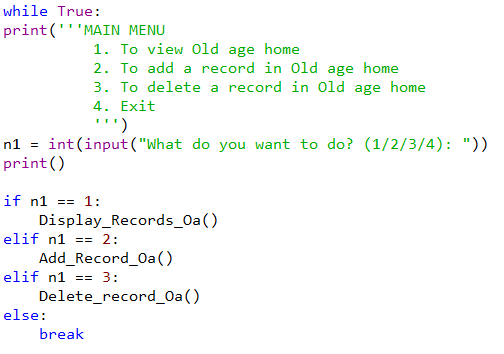 while True:
print('''MAIN MENU
          1. To view Old age home
          2. To add a record in Old age home
          3. To delete a record in Old age home
          4. Exit
          ''')
n1 = int(input("What do you want to do? (1/2/3/4): "))
print()

if n1 == 1:
    Display_Records_Oa()
elif n1 == 2:
    Add_Record_Oa()
elif n1 == 3:
    Delete_record_Oa()
else:
    break